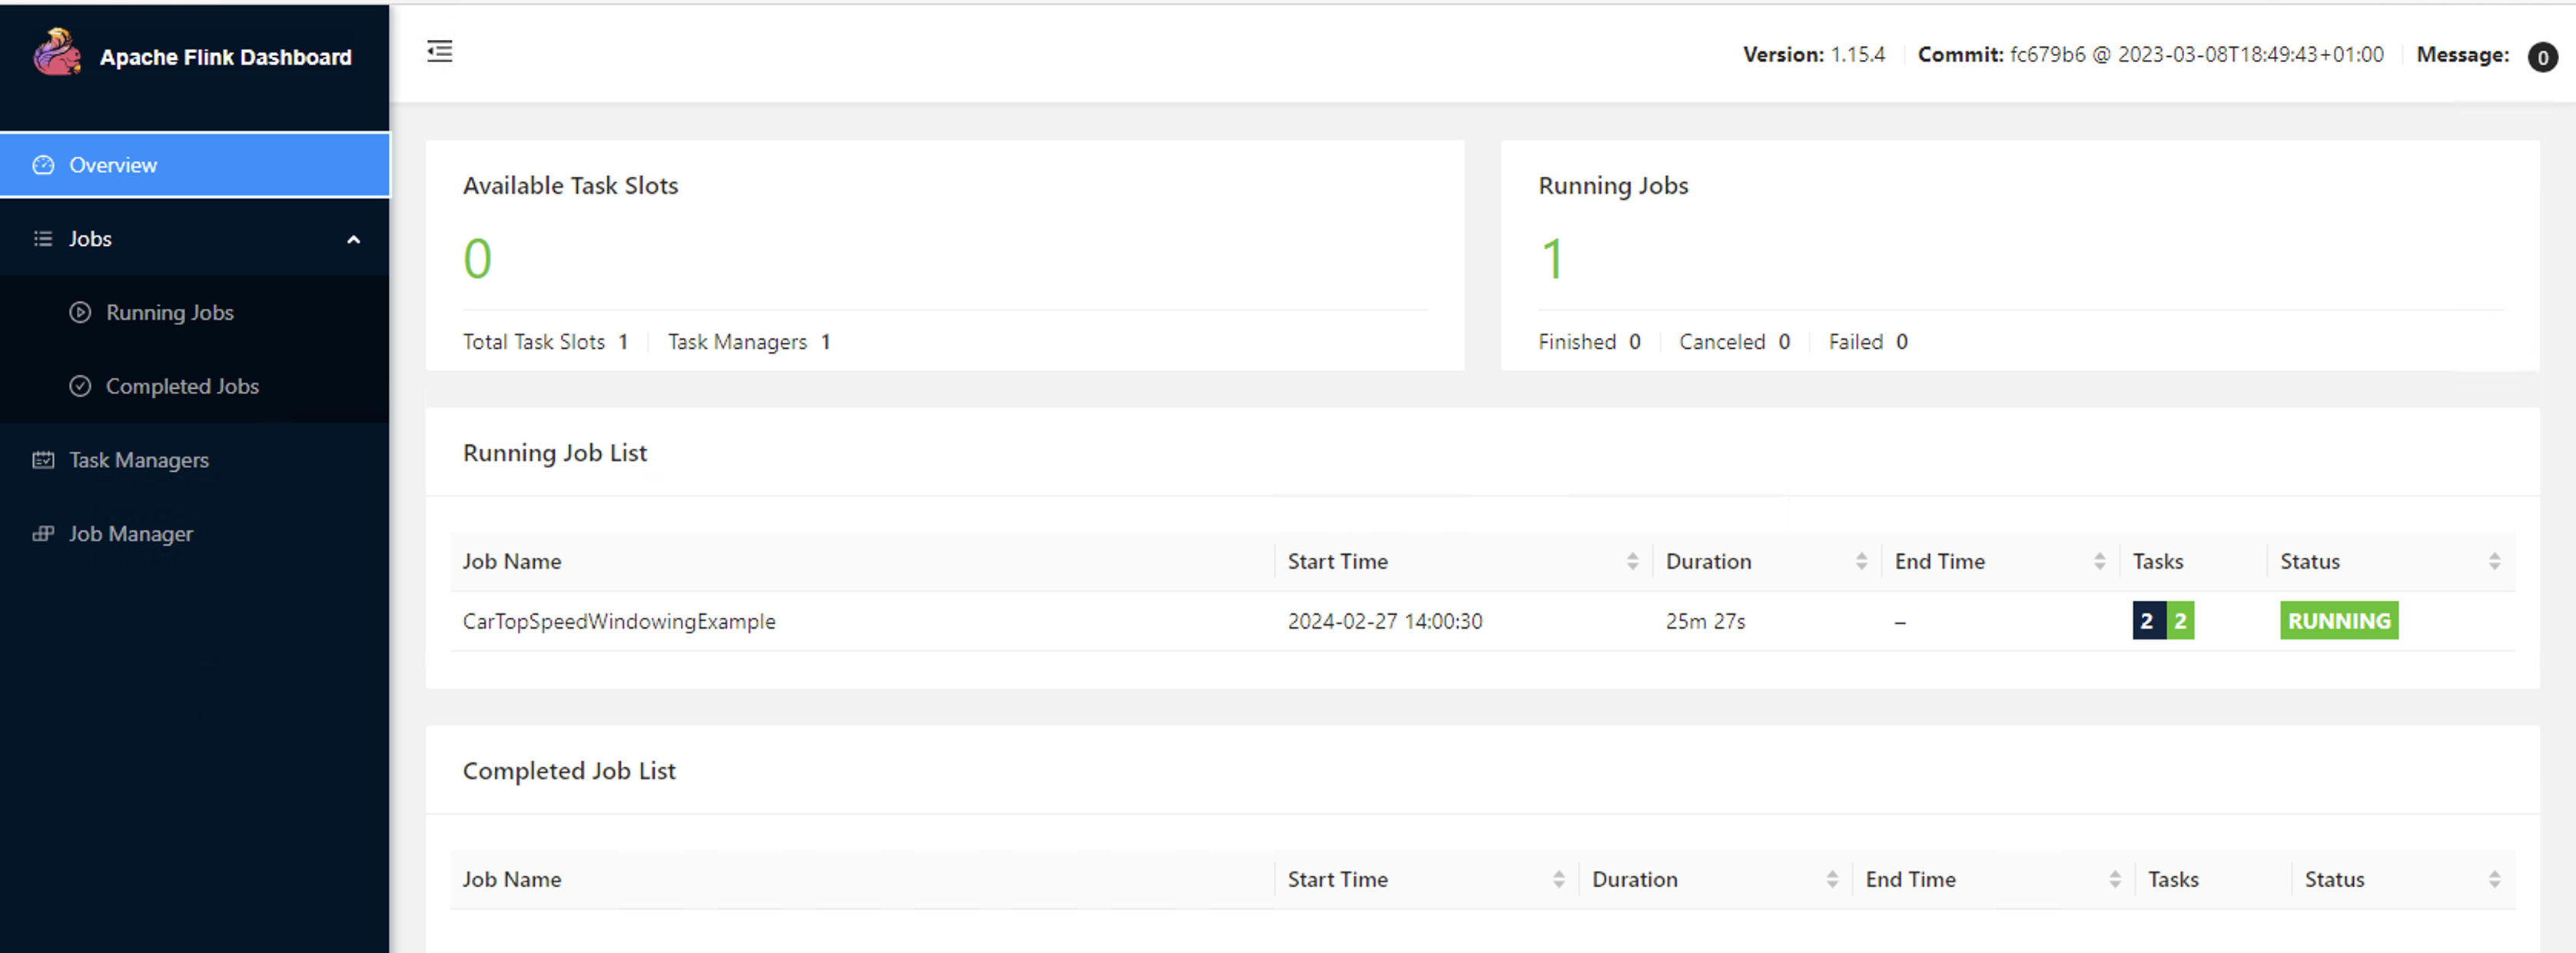 Apache Flink Dashboard
Version: 1.15.4 Commit: fc679b6 @ 2023-03-08T18:49:43+01:00 Message: 0
Overview
Jobs
Running Jobs
Completed Jobs
Task Managers
Job Manager
Available Task Slots
0
Total Task Slots 1 Task Managers 1
Running Jobs
1
Finished 0 Canceled 0 Failed 0
Running Job List
Job Name Start Time Duration End Time Tasks Status
CarTopSpeedWindowingExample 2024-02-27 14:00:30 25m 27s – 2 2 RUNNING
Completed Job List
Job Name Start Time Duration End Time Tasks Status